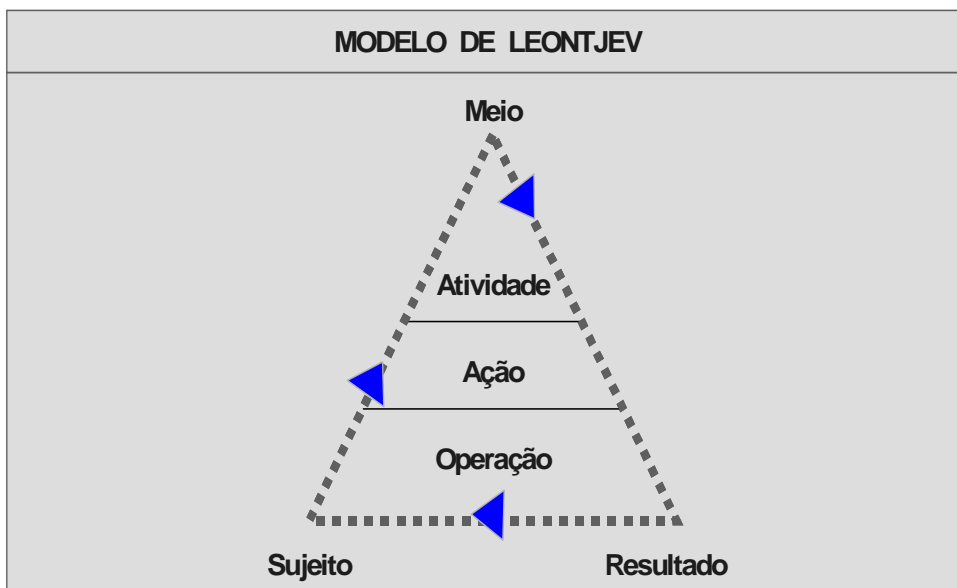 MODELO DE LEONTJEV
Meio
Atividade
Ação
Operação
Sujeito Resultado